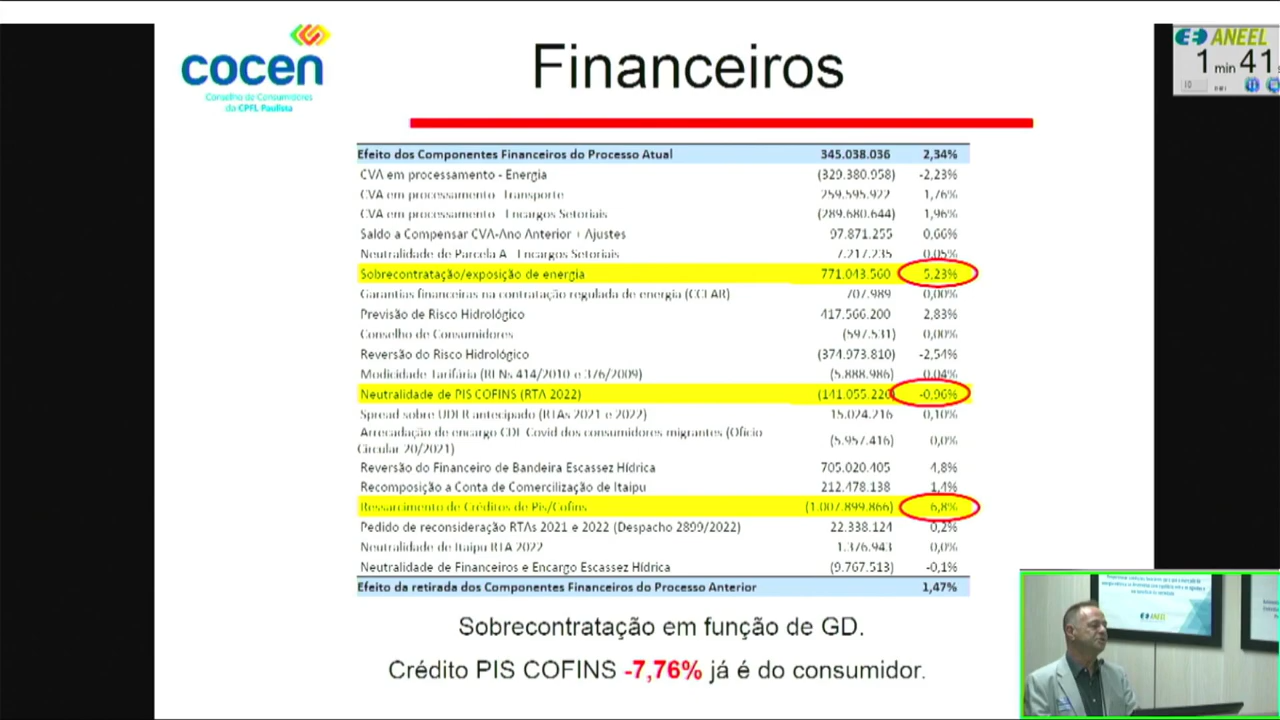 cocen
Conselho de Consumidores
da CPFL Paulista
Financeiros
ANEEL
1 min 41 s
10
Efeito dos Componentes Financeiros do Processo Atual 345.038.036 2,34%
CVA em processamento - Energia (329.380.958) -2,23%
CVA em processamento - Transporte 259.595.922 1,76%
CVA em processamento - Encargos Setoriais (289.680.644) 1,96%
Saldo a Compensar CVA-Ano Anterior + Ajustes 97.871.255 0,66%
Neutralidade de Parcela A - Encargos Setoriais 7.217.235 0,05%
Sobrecontratação/exposição de energia 771.043.560 5,23%
Garantias financeiras na contratação regulada de energia (CCEAR) 707.989 0,00%
Previsão de Risco Hidrológico 417.566.200 2,83%
Conselho de Consumidores (597.531) 0,00%
Reversão do Risco Hidrológico (374.973.810) -2,54%
Modicidade Tarifária (RENs 414/2010 e 376/2009) (5.888.986) 0,04%
Neutralidade de PIS COFINS (RTA 2022) (141.055.226 -0,96%
Spread sobre UDER antecipado (RTAs 2021 e 2022) 15.024.216 0,10%
Arrecadação de encargo CDE Covid dos consumidores migrantes (Ofício
Circular 20/2021) (5.957.416) 0,0%
Reversão do Financeiro de Bandeira Escassez Hídrica 705.020.405 4,8%
Recomposição a Conta de Comercilização de Itaipu 212.478.138 1,4%
Ressarcimento de Créditos de Pis/Cofins (1.007.899.866) 6,8%
Pedido de reconsideração RTAs 2021 e 2022 (Despacho 2899/2022) 22.338.124 0,2%
Neutralidade de Itaipu RTA 2022 1.376.943 0,0%
Neutralidade de Financeiros e Encargo Escassez Hídrica (9.767.513) -0,1%
Efeito da retirada dos Componentes Financeiros do Processo Anterior 1,47%
Sobrecontratação em função de GD.
Crédito PIS COFINS -7,76% já é do consumidor.
ANEEL